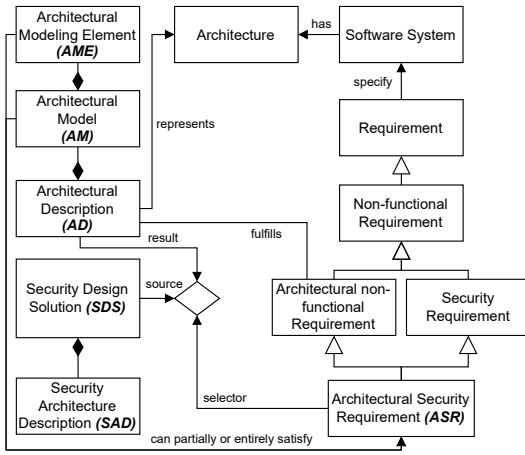 Architectural
Modeling Element
(AME)
Architecture
has
Software System
specify
Architectural
Model
(AM)
represents
Requirement
Architectural
Description
(AD)
Non-functional
Requirement
result
fulfills
Security Design
Solution (SDS)
source
Architectural non-
functional
Requirement
Security
Requirement
Security
Architecture
Description (SAD)
selector
Architectural Security
Requirement (ASR)
can partially or entirely satisfy